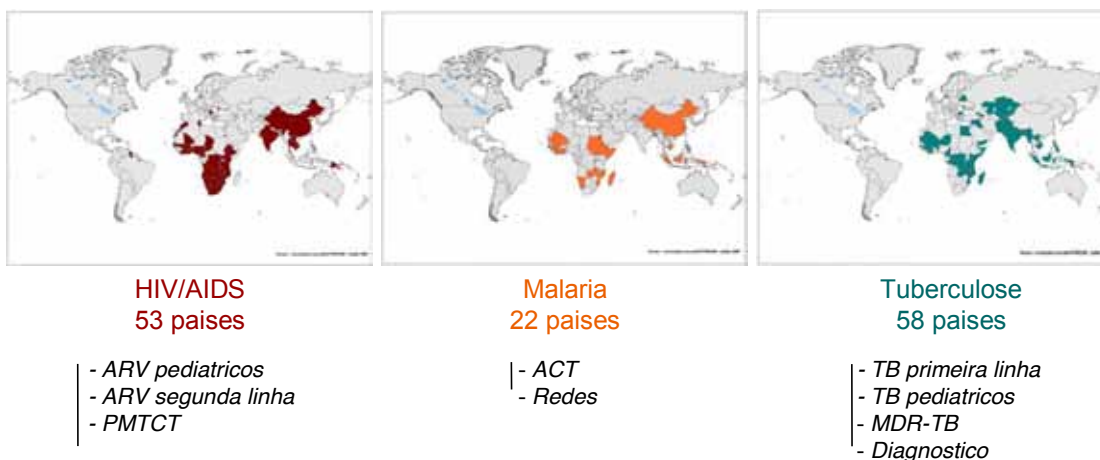 HIV/AIDS
53 paises
- ARV pediatricos
- ARV segunda linha
- PMTCT
Malaria
22 paises
- ACT
- Redes
Tuberculose
58 paises
- TB primeira linha
- TB pediatricos
- MDR-TB
- Diagnostico